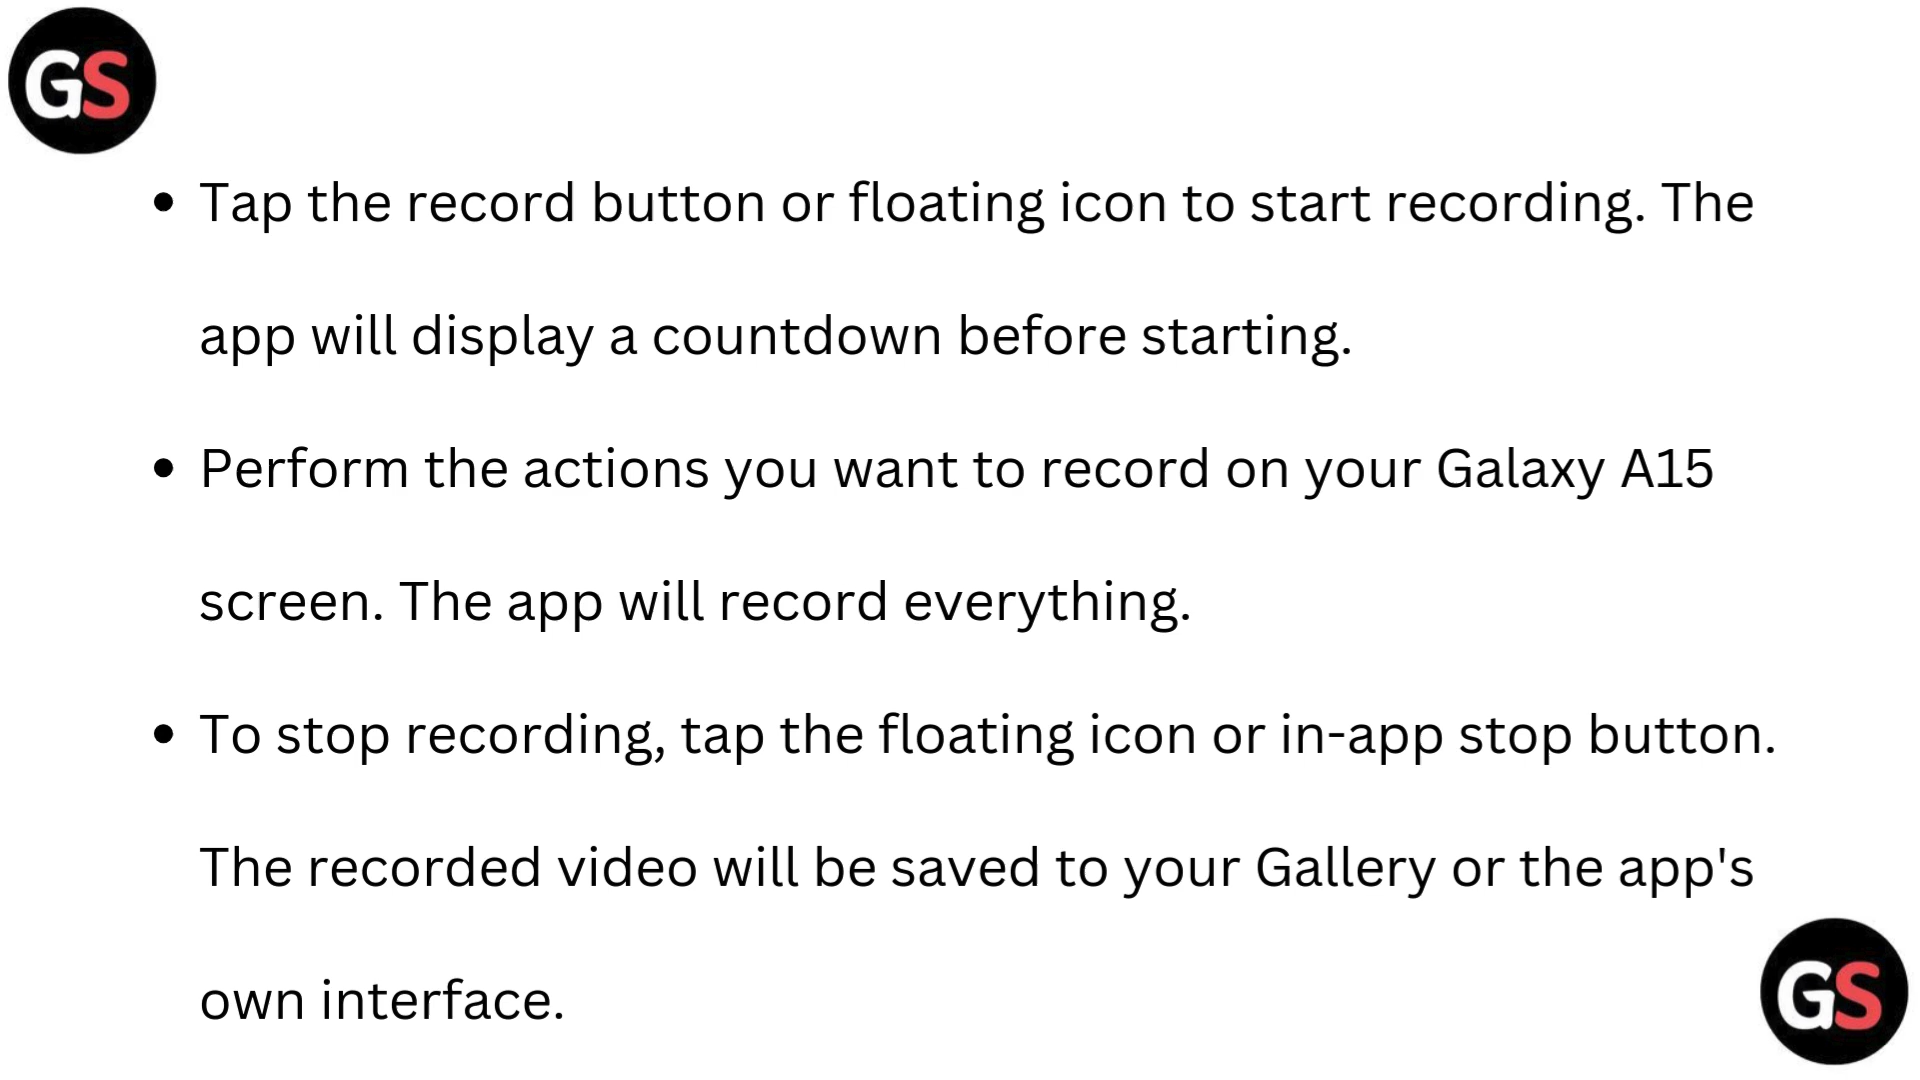 GS
• Tap the record button or floating icon to start recording. The
app will display a countdown before starting.
• Perform the actions you want to record on your Galaxy A15
screen. The app will record everything.
• To stop recording, tap the floating icon or in-app stop button.
The recorded video will be saved to your Gallery or the app's
own interface.
GS